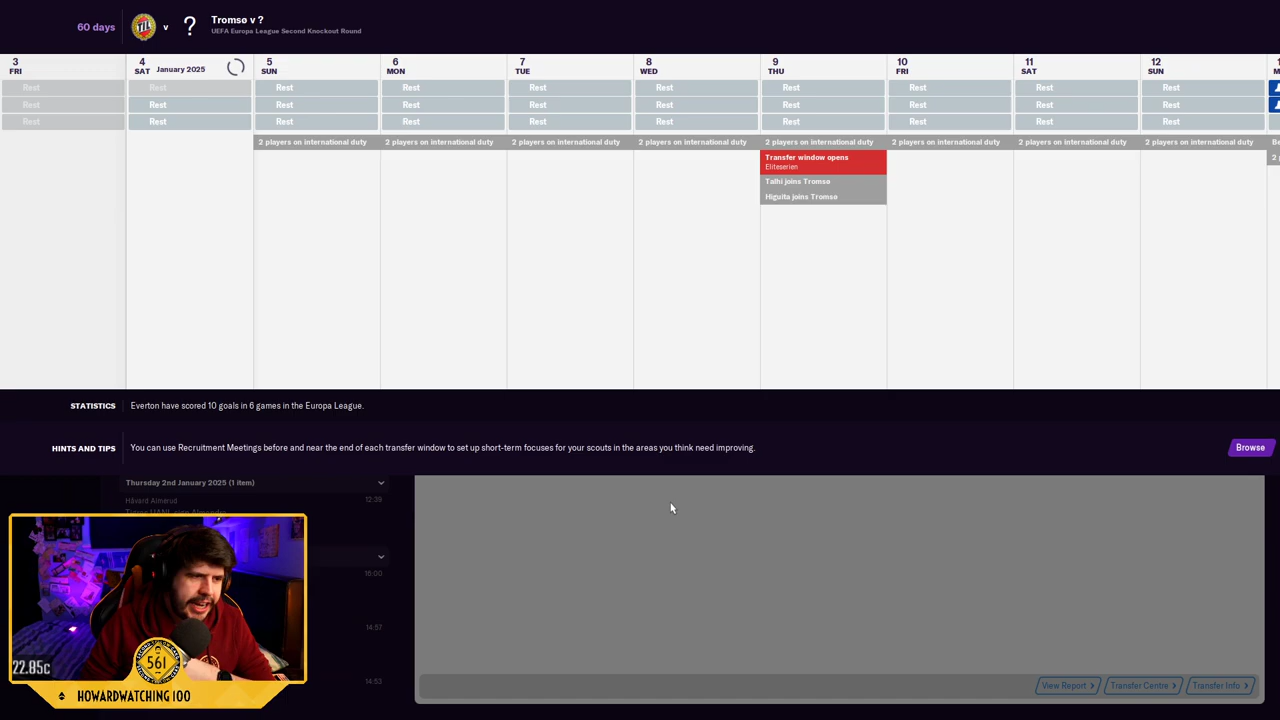 60 days
TIL
v
?
Tromsø v ?
UEFA Europa League Second Knockout Round
3
FRI
4
SAT January 2025
5
SUN
6
MON
7
TUE
8
WED
9
THU
10
FRI
11
SAT
12
SUN
Rest Rest Rest Rest Rest Rest Rest Rest Rest Rest
Rest Rest Rest Rest Rest Rest Rest Rest Rest Rest
Rest Rest Rest Rest Rest Rest Rest Rest Rest Rest
2 players on international duty 2 players on international duty 2 players on international duty 2 players on international duty 2 players on international duty 2 players on international duty 2 players on international duty 2 players on international duty
Transfer window opens
Eliteserien
Talhi joins Tromsø
Higuita joins Tromsø
STATISTICS Everton have scored 10 goals in 6 games in the Europa League.
HINTS AND TIPS You can use Recruitment Meetings before and near the end of each transfer window to set up short-term focuses for your scouts in the areas you think need improving.
Browse
Thursday 2nd January 2025 (1 item)
Håvard Almerud 12:39
16:00
14:57
14:53
22.85c
561
HOWARDWATCHING 100
View Report
Transfer Centre
Transfer Info